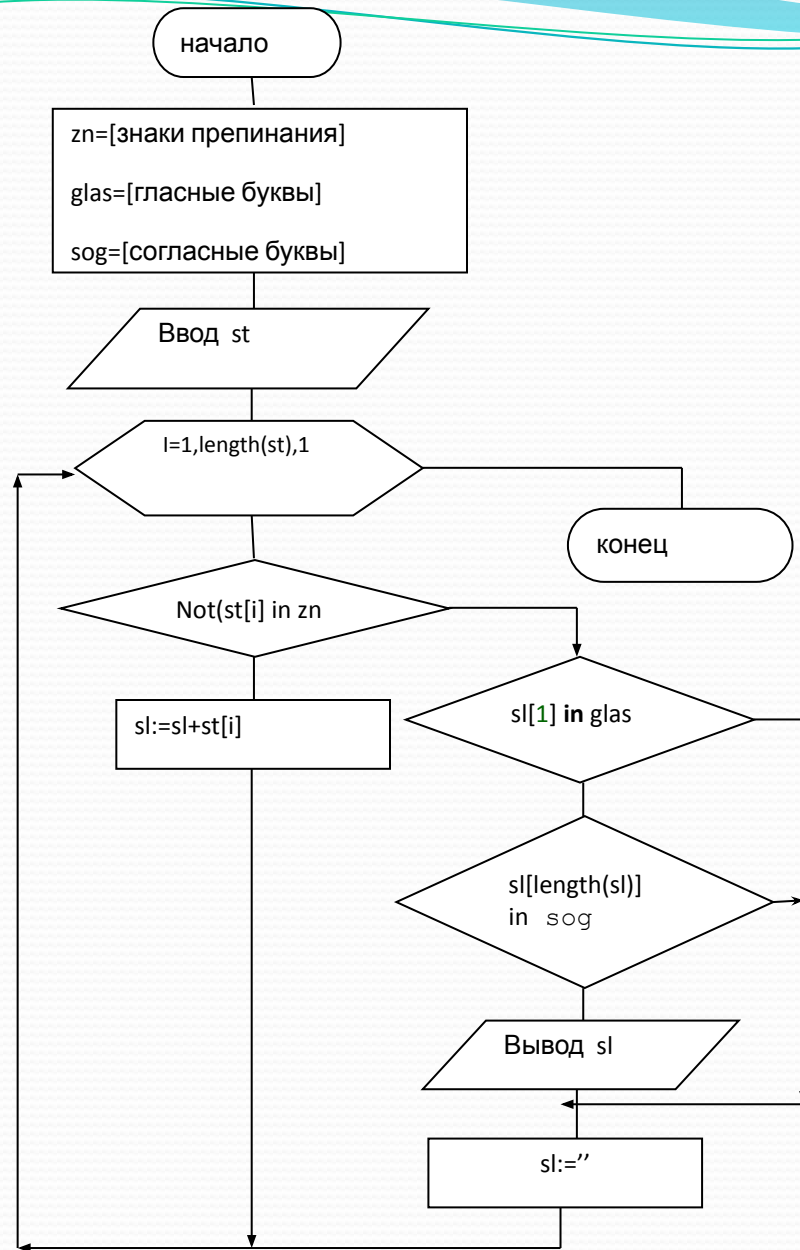 начало
zn=[знаки препинания]
glas=[гласные буквы]
sog=[согласные буквы]
Ввод st
I=1,length(st),1
конец
Not(st[i] in zn
sl:=sl+st[i]
sl[1] in glas
sl[length(sl)]
in sog
Вывод sl
sl:=’’